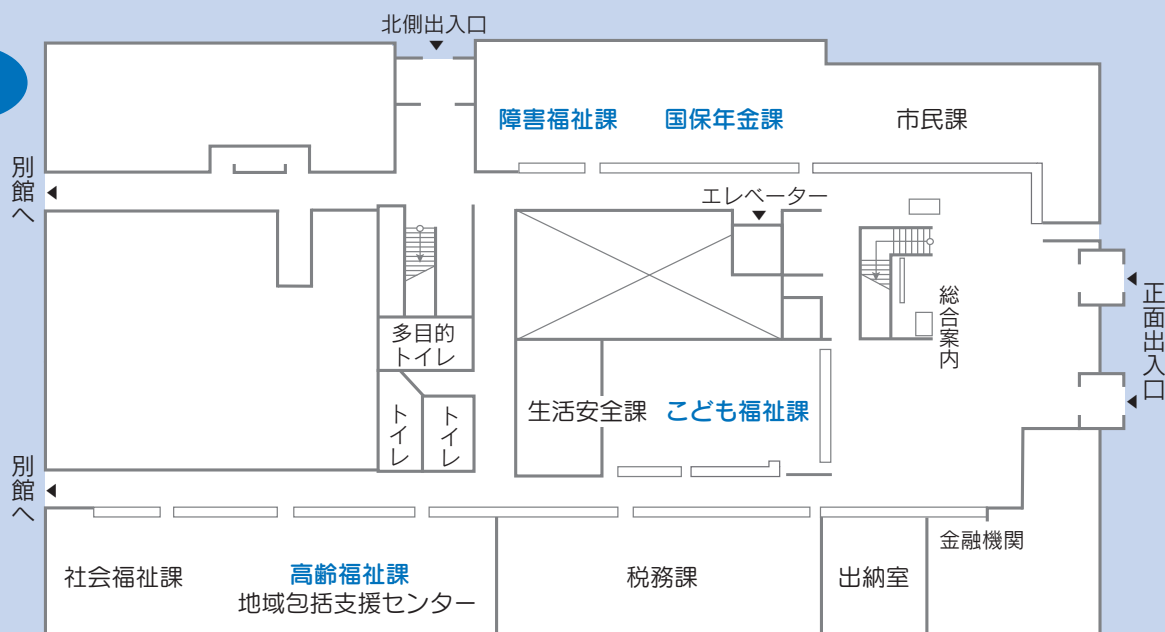 北側出入口
障害福祉課
国保年金課
市民課
別館へ
エレベーター
総合案内
正面出入口
多目的
トイレ
トイレ
トイレ
生活安全課
こども福祉課
別館へ
金融機関
社会福祉課
高齢福祉課
地域包括支援センター
税務課
出納室